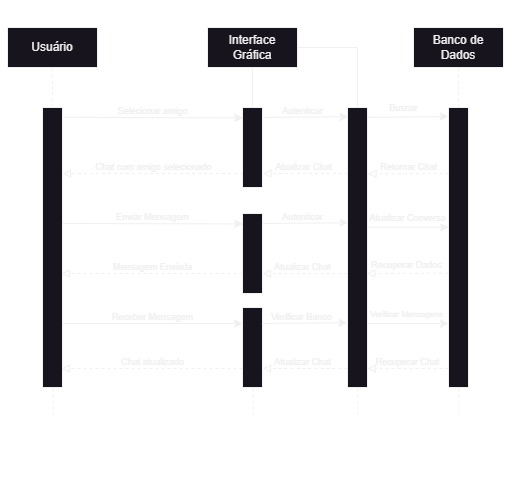 Usuário
Interface
Gráfica
Banco de
Dados
Selecionar amigo
Autenticar
Buscar
Chat com amigo selecionado
Atualizar Chat
Retornar Chat
Enviar Mensagem
Autenticar
Atualizar Conversa
Mensagem Enviada
Atualizar Chat
Recuperar Dados
Receber Mensagem
Verificar Banco
Verificar Mensagens
Chat atualizado
Atualizar Chat
Recuperar Chat